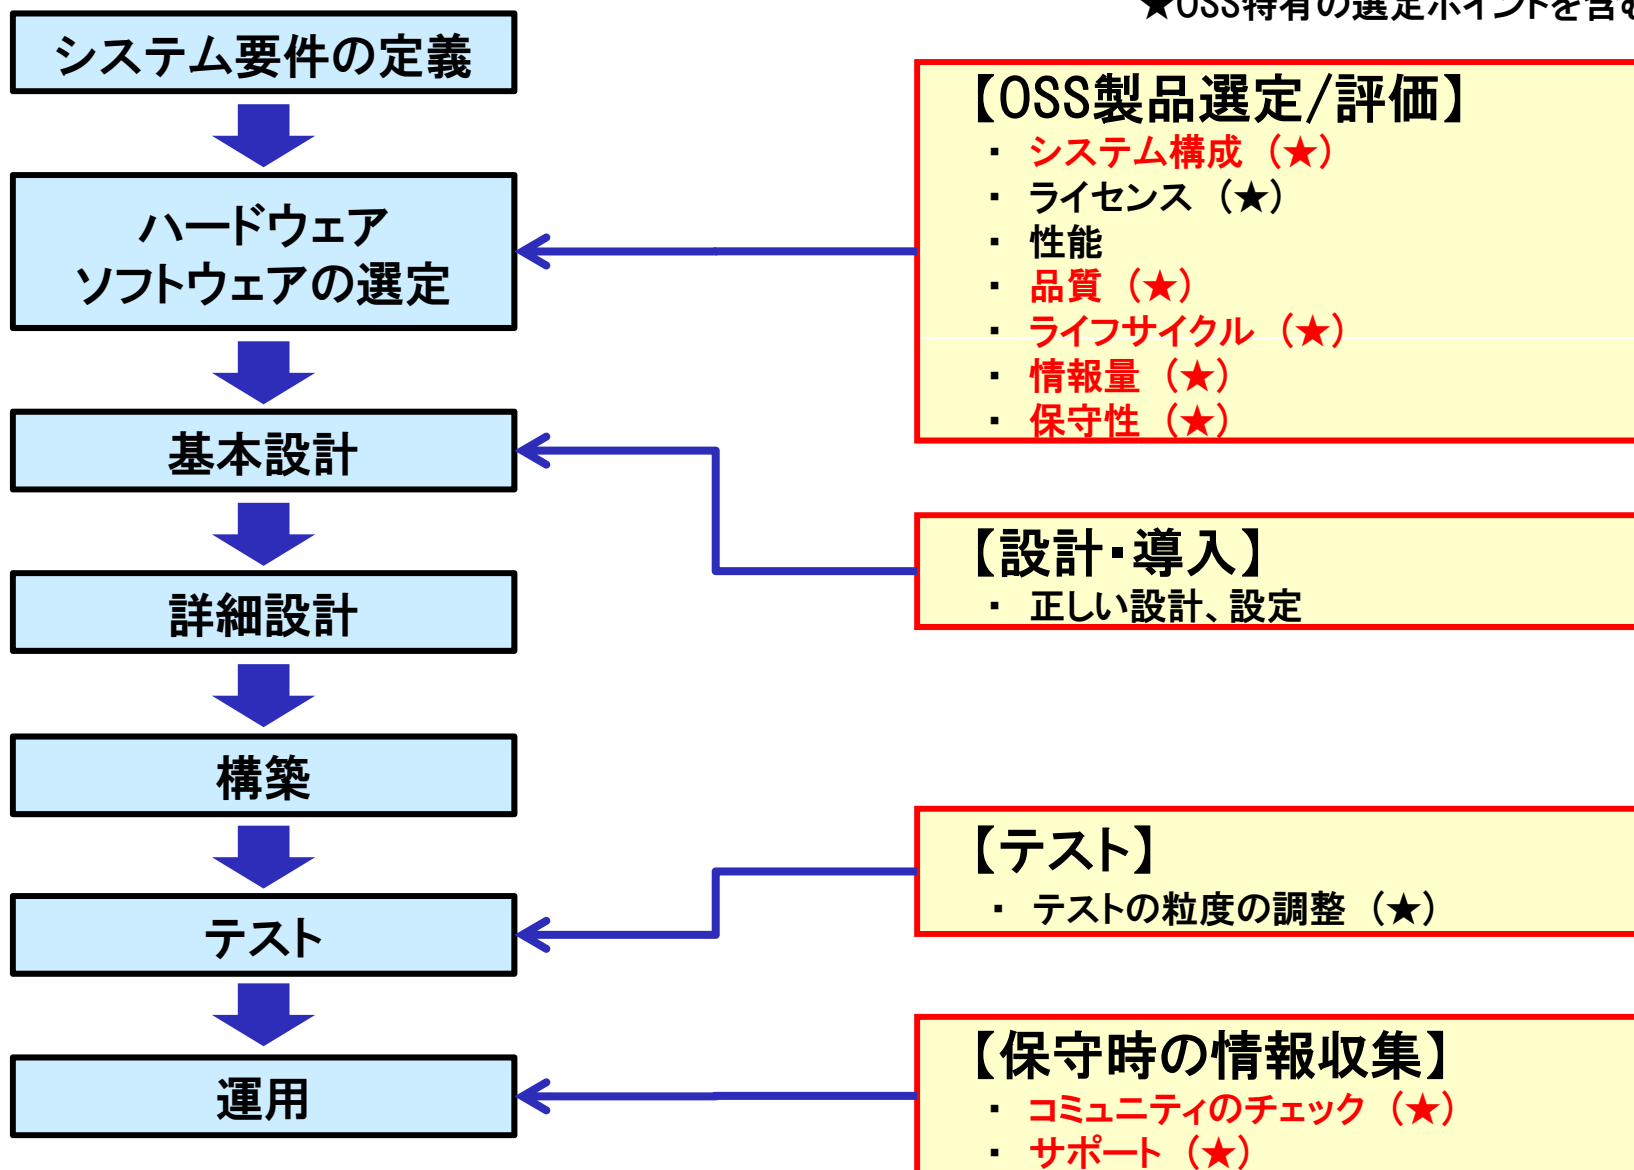 ★OSS特有の選定ポイントを含む
システム要件の定義
ハードウェア
ソフトウェアの選定
基本設計
詳細設計
構築
テスト
運用
【OSS製品選定/評価】
・ システム構成 (★)
・ ライセンス (★)
・ 性能
・ 品質 (★)
・ ライフサイクル (★)
・ 情報量 (★)
・ 保守性 (★)
【設計・導入】
・ 正しい設計、設定
【テスト】
・ テストの粒度の調整 (★)
【保守時の情報収集】
・ コミュニティのチェック (★)
・ サポート (★)